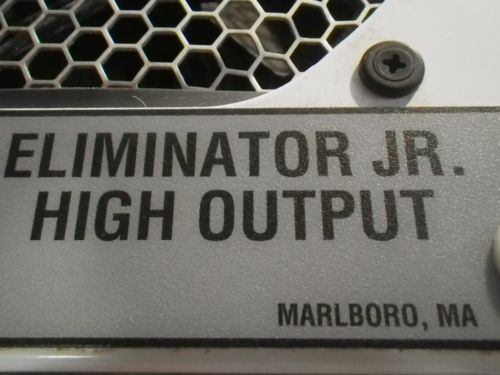 ELIMINATOR JR.
HIGH OUTPUT
MARLBORO, MA